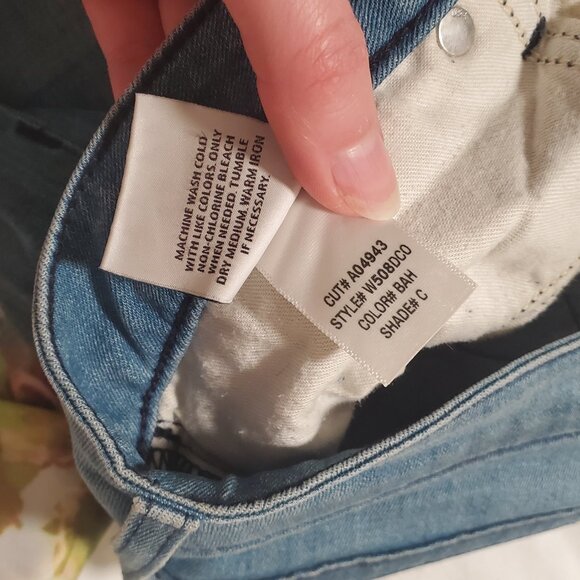 MACHINE WASH COLD
WITH LIKE COLORS. ONLY
NON-CHLORINE BLEACH
WHEN NEEDED. TUMBLE
DRY MEDIUM. WARM IRON
IF NECESSARY.
CUT# A04943
STYLE# W508DCO
COLOR# BAH
SHADE# C